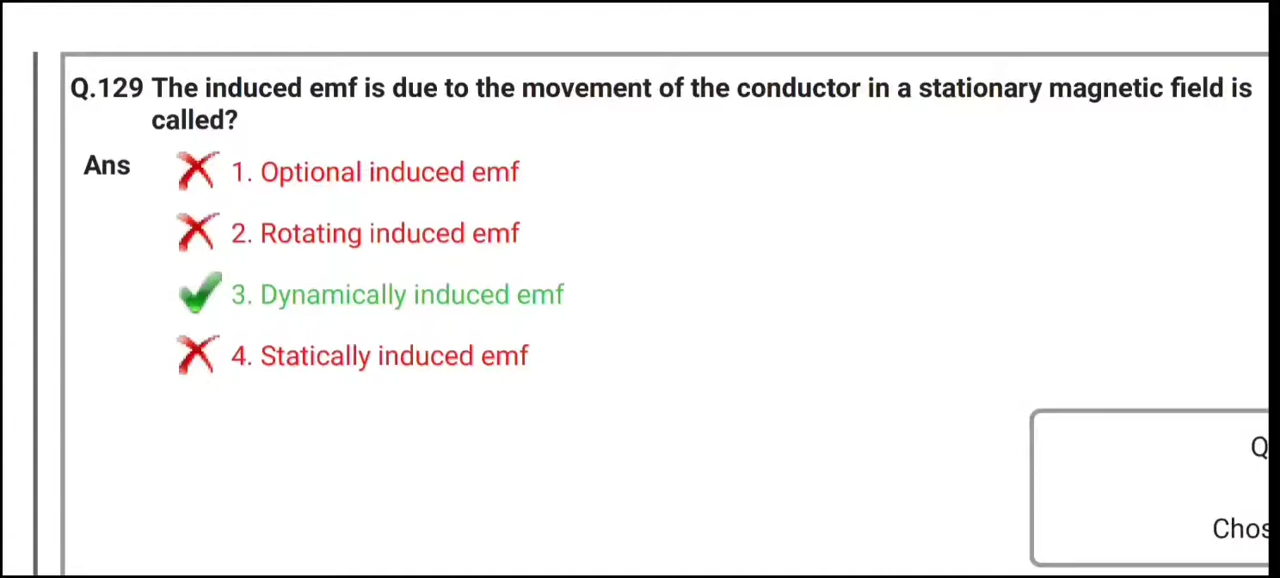 Q.129 The induced emf is due to the movement of the conductor in a stationary magnetic field is
called?
Ans
1. Optional induced emf
2. Rotating induced emf
3. Dynamically induced emf
4. Statically induced emf
Q
Chos